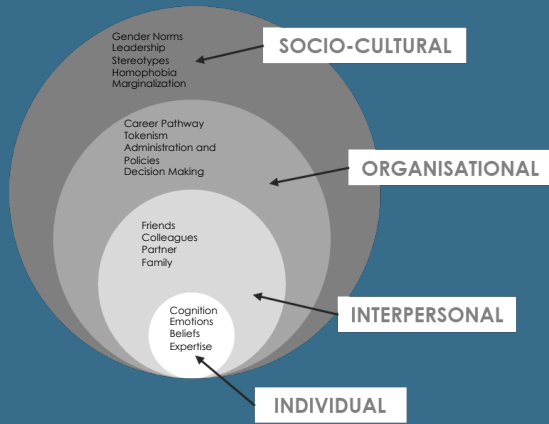 Gender Norms
Leadership
Stereotypes
Homophobia
Marginalization
SOCIO-CULTURAL
Career Pathway
Tokenism
Administration and
Policies
Decision Making
ORGANISATIONAL
Friends
Colleagues
Partner
Family
INTERPERSONAL
Cognition
Emotions
Beliefs
Expertise
INDIVIDUAL